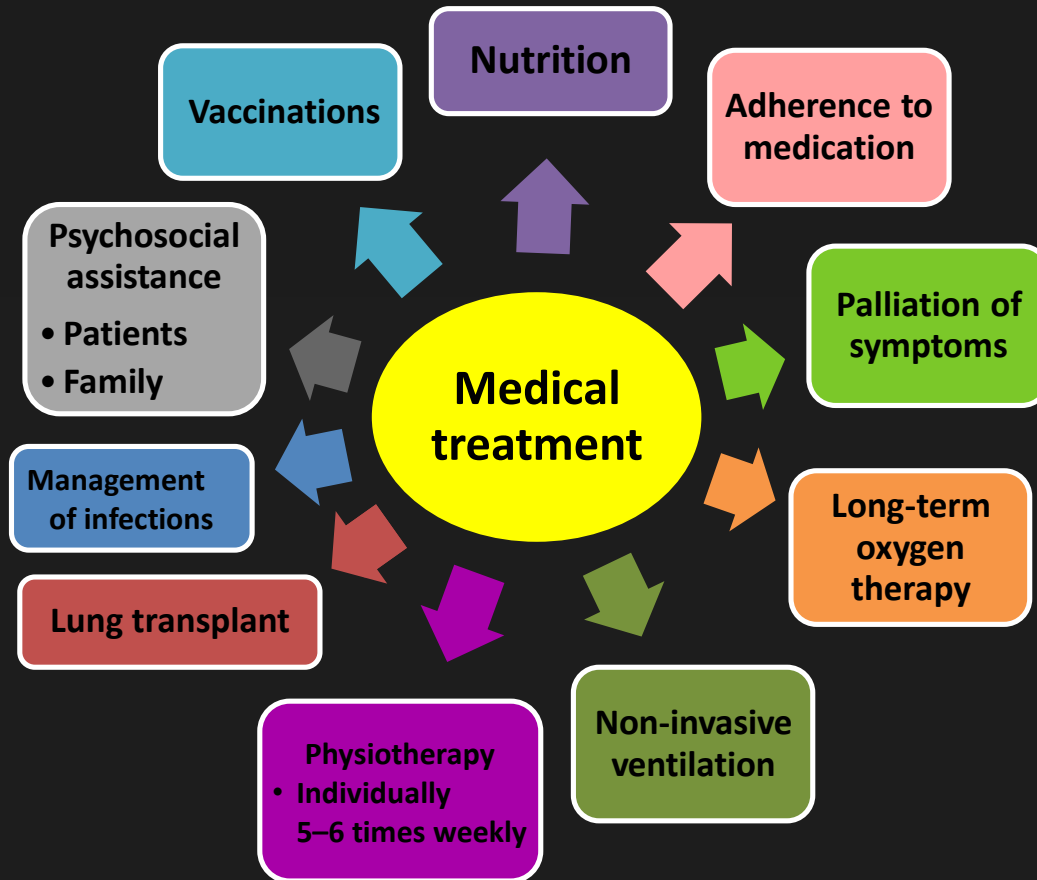 Nutrition
Vaccinations
Adherence to
medication
Psychosocial
assistance
• Patients
• Family
Palliation of
symptoms
Medical
treatment
Management
of infections
Long-term
oxygen
therapy
Lung transplant
Non-invasive
ventilation
Physiotherapy
• Individually
5–6 times weekly